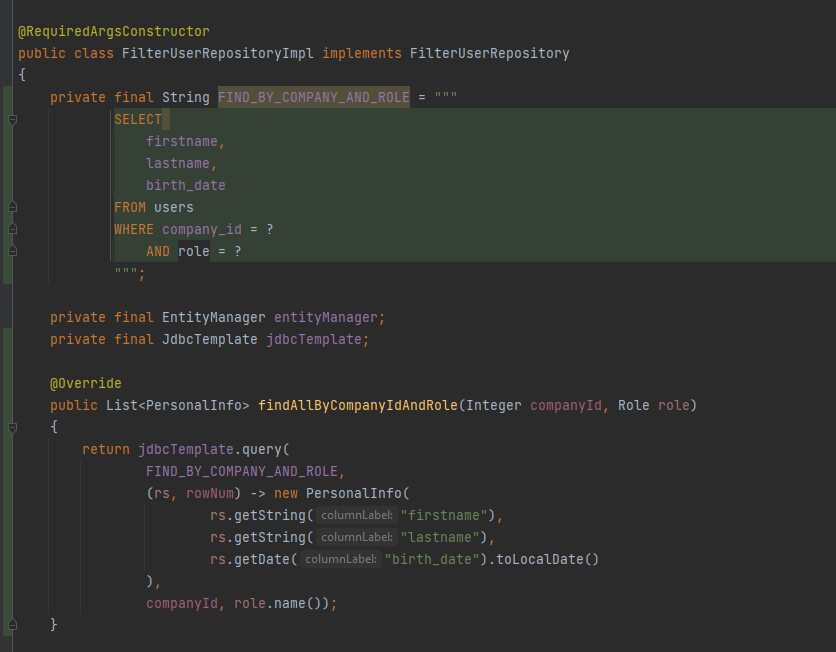 @RequiredArgsConstructor
public class FilterUserRepositoryImpl implements FilterUserRepository
{
    private final String FIND_BY_COMPANY_AND_ROLE = """
            SELECT
                firstname,
                lastname,
                birth_date
            FROM users
            WHERE company_id = ?
                AND role = ?
            """;
    private final EntityManager entityManager;
    private final JdbcTemplate jdbcTemplate;
    @Override
    public List<PersonalInfo> findAllByCompanyIdAndRole(Integer companyId, Role role)
    {
        return jdbcTemplate.query(
                FIND_BY_COMPANY_AND_ROLE,
                (rs, rowNum) -> new PersonalInfo(
                        rs.getString( columnLabel: "firstname"),
                        rs.getString( columnLabel: "lastname"),
                        rs.getDate( columnLabel: "birth_date").toLocalDate()
                ),
                companyId, role.name());
    }